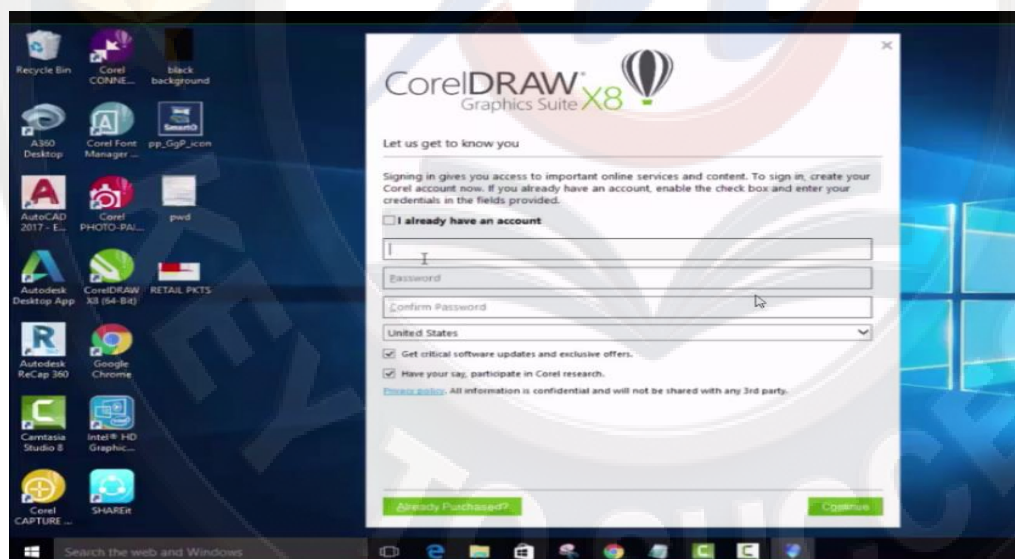 Recycle Bin
Corel
CONNE...
black
background
A360
Desktop
Corel Font
Manager ...
SmartO
pp_GgP_icon
AutoCAD
2017 - E...
Corel
PHOTO-PAI...
pwd
Autodesk
Desktop App
CorelDRAW
X8 (64-Bit)
RETAIL PKTS
Autodesk
ReCap 360
Google
Chrome
Camtasia
Studio 8
Intel® HD
Graphic...
Corel
CAPTURE ...
SHAREit
CorelDRAW®
Graphics Suite X8
Let us get to know you
Signing in gives you access to important online services and content. To sign in, create your
Corel account now. If you already have an account, enable the check box and enter your
credentials in the fields provided.
I already have an account
Password
Confirm Password
United States
Get critical software updates and exclusive offers.
Have your say, participate in Corel research.
Privacy policy. All information is confidential and will not be shared with any 3rd party.
Already Purchased?
Continue
Search the web and Windows